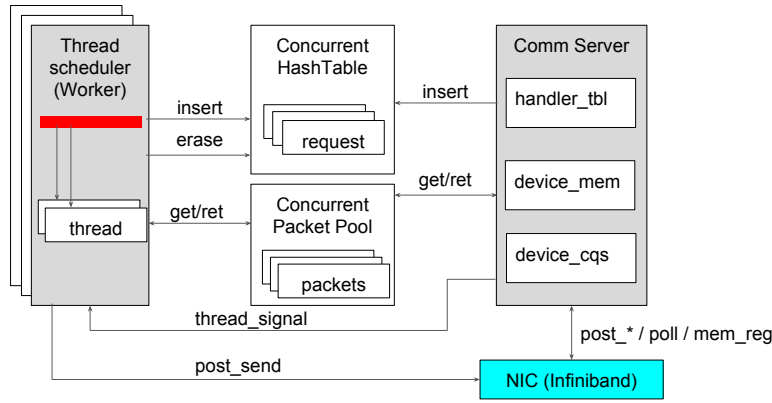 Thread
scheduler
(Worker)
thread
insert
erase
get/ret
Concurrent
HashTable
request
Concurrent
Packet Pool
packets
insert
get/ret
Comm Server
handler_tbl
device_mem
device_cqs
thread_signal
post_send
post_* / poll / mem_reg
NIC (Infiniband)